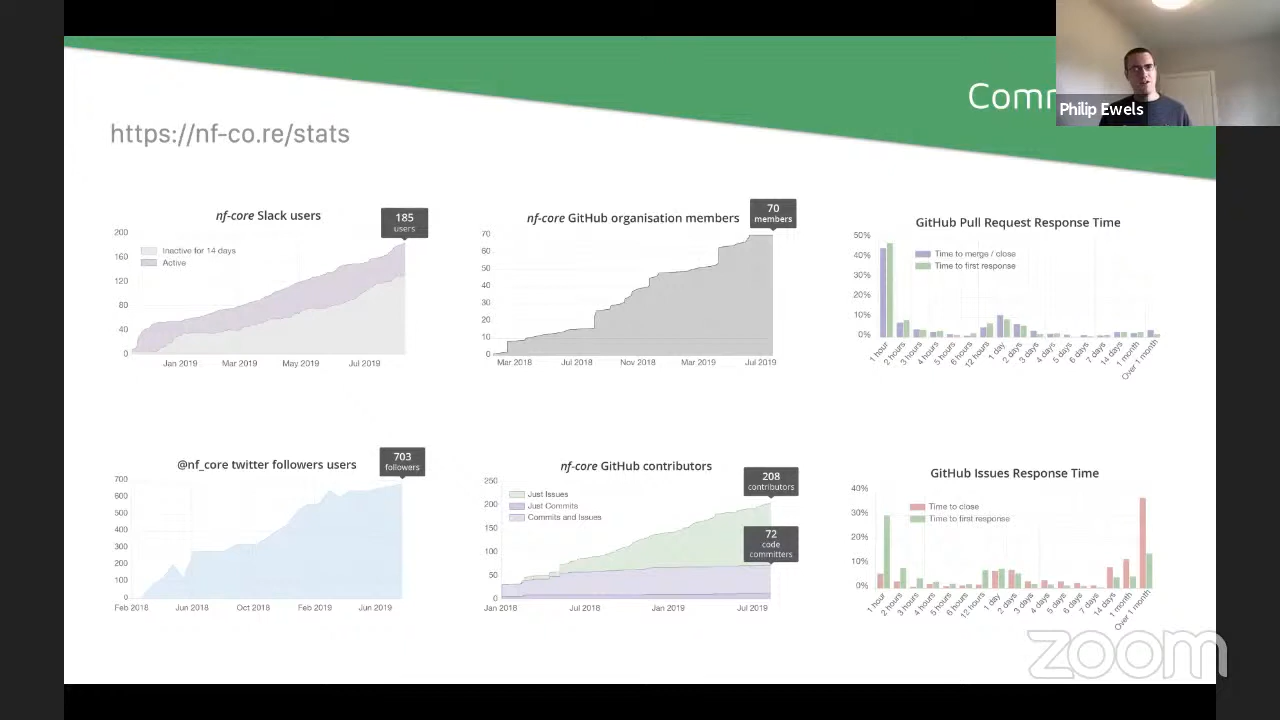 Comm
Philip Ewels
https://nf-co.re/stats
nf-core Slack users
185
users
200
160
120
80
40
0
Inactive for 14 days
Active
Jan 2019
Mar 2019
May 2019
Jul 2019
nf-core GitHub organisation members
70
members
70
60
50
40
30
20
10
0
Mar 2018
Jul 2018
Nov 2018
Mar 2019
Jul 2019
GitHub Pull Request Response Time
50%
40%
30%
20%
10%
0%
Time to merge / close
Time to first response
1 hour
2 hours
3 hours
4 hours
5 hours
6 hours
12 hours
1 day
2 days
3 days
4 days
5 days
6 days
7 days
14 days
1 month
Over 1 month
@nf_core twitter followers users
703
followers
700
600
500
400
300
200
100
0
Feb 2018
Jun 2018
Oct 2018
Feb 2019
Jun 2019
nf-core GitHub contributors
208
contributors
72
code
committers
250
200
150
100
50
0
Just Issues
Just Commits
Commits and Issues
Jan 2018
Jul 2018
Jan 2019
Jul 2019
GitHub Issues Response Time
40%
30%
20%
10%
0%
Time to close
Time to first response
1 hour
2 hours
3 hours
4 hours
5 hours
6 hours
12 hours
1 day
2 days
3 days
4 days
5 days
6 days
7 days
14 days
1 month
Over 1 month
zoom